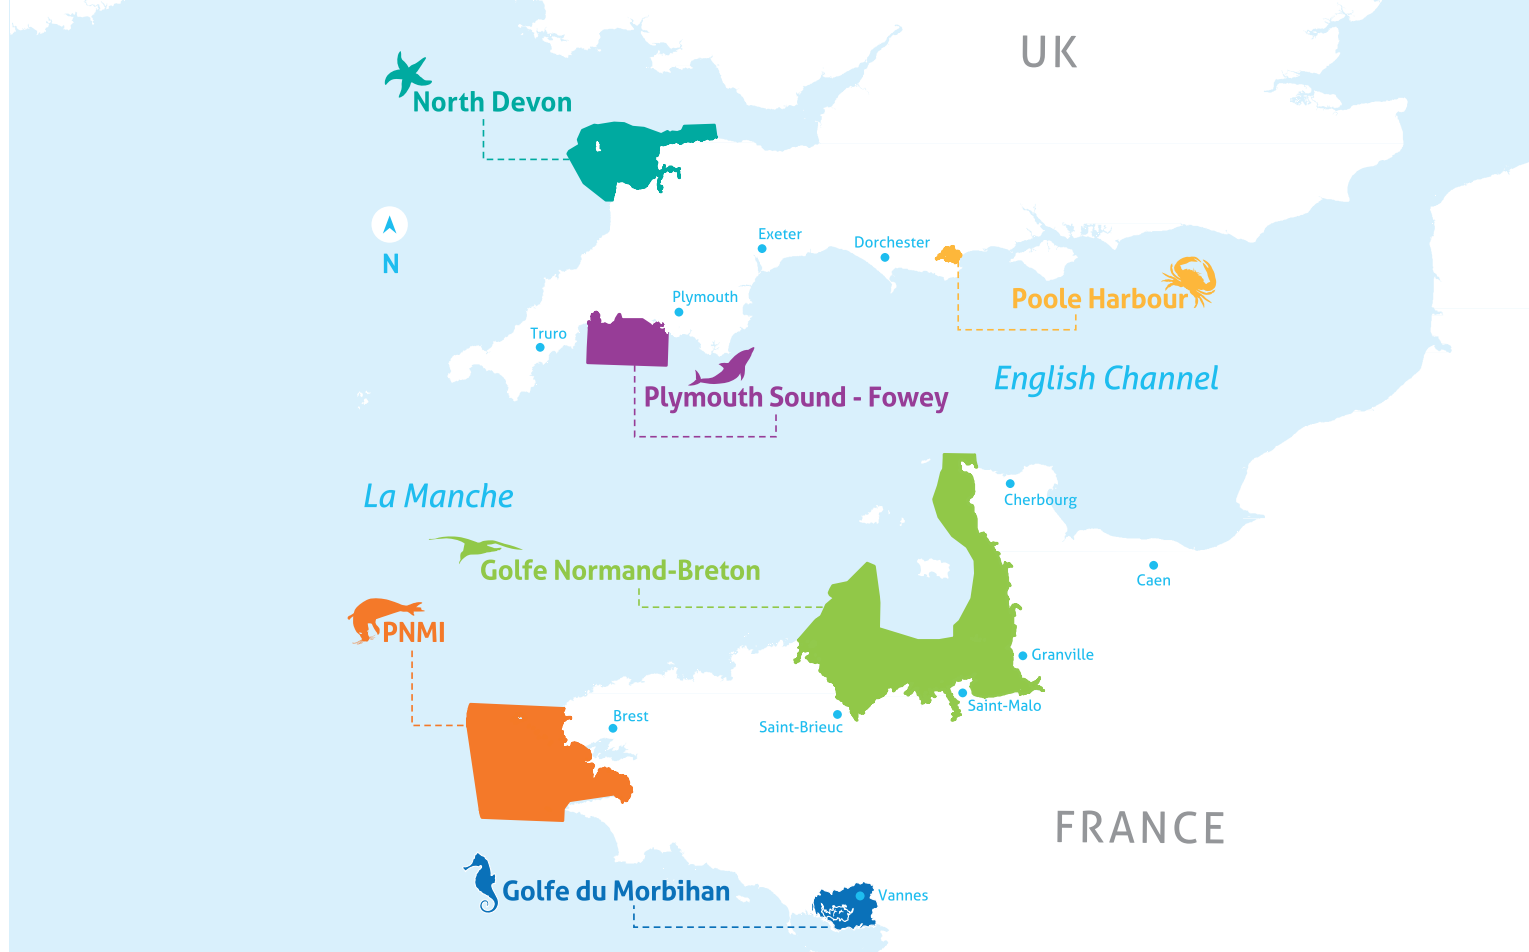 UK
North Devon
Exeter
Dorchester
N
Plymouth
Poole Harbour
Truro
English Channel
Plymouth Sound - Fowey
La Manche
Cherbourg
Golfe Normand-Breton
Caen
PNMI
Granville
Saint-Malo
Brest
Saint-Brieuc
FRANCE
Golfe du Morbihan
Vannes